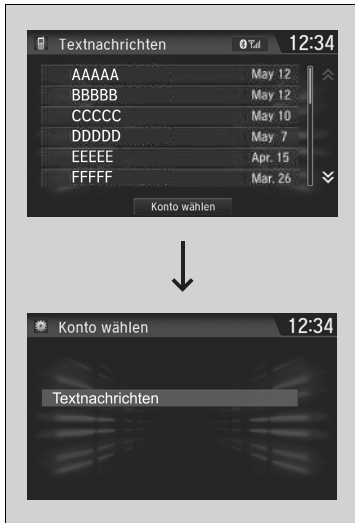 Textnachrichten 12:34
AAAAA May 12
BBBBB May 12
CCCCC May 10
DDDDD May 7
EEEEE Apr. 15
FFFFF Mar. 26
Konto wählen
Konto wählen 12:34
Textnachrichten